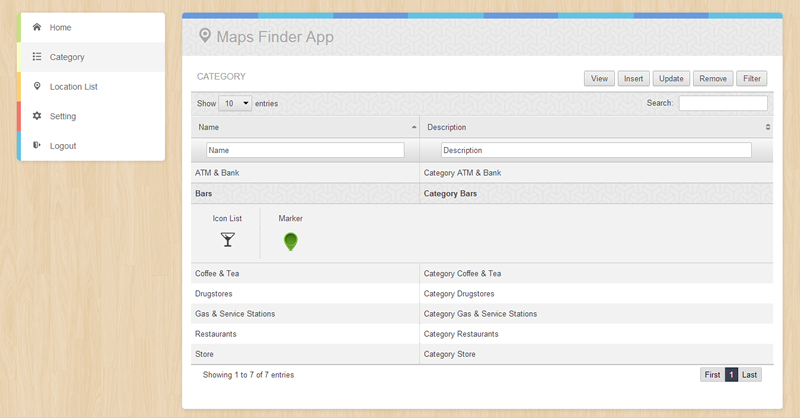 Home
Category
Location List
Setting
Logout
Maps Finder App
CATEGORY
View Insert Update Remove Filter
Show 10 entries Search:
Name Description
Name Description
ATM & Bank Category ATM & Bank
Bars Category Bars
Icon List Marker
Coffee & Tea Category Coffee & Tea
Drugstores Category Drugstores
Gas & Service Stations Category Gas & Service Stations
Restaurants Category Restaurants
Store Category Store
Showing 1 to 7 of 7 entries First 1 Last